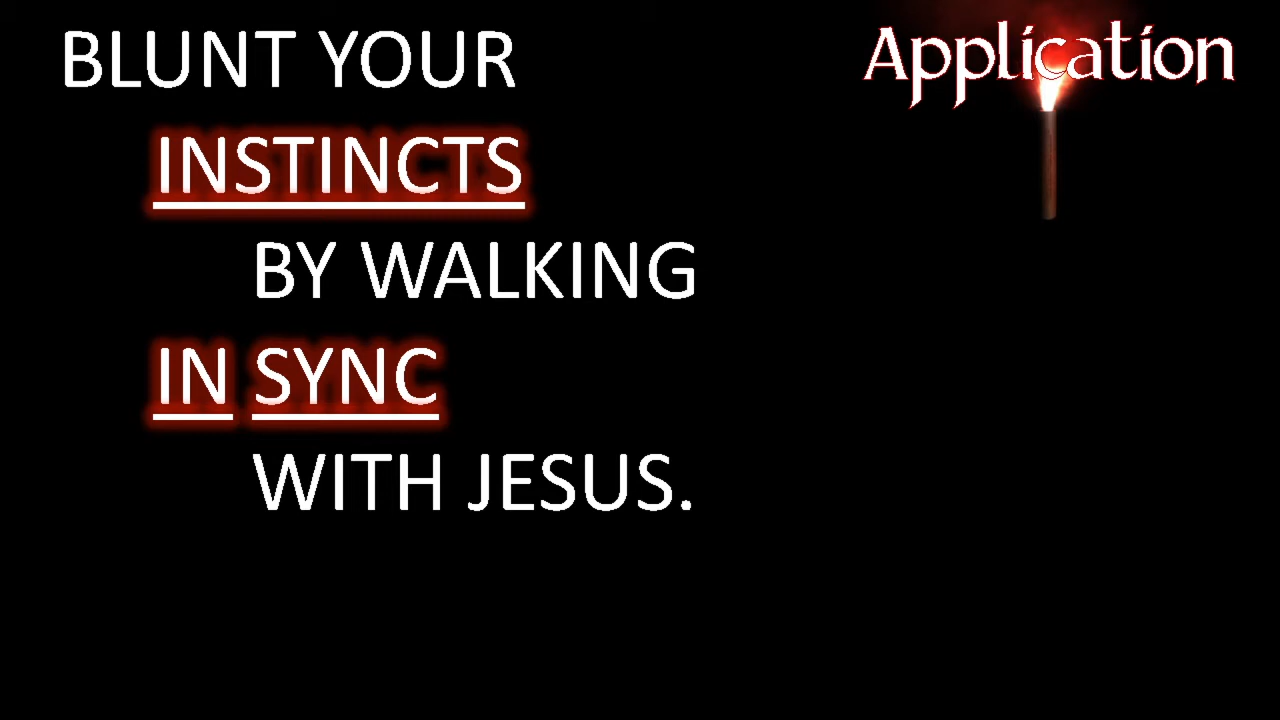 BLUNT YOUR
Application
INSTINCTS
BY WALKING
IN SYNC
WITH JESUS.